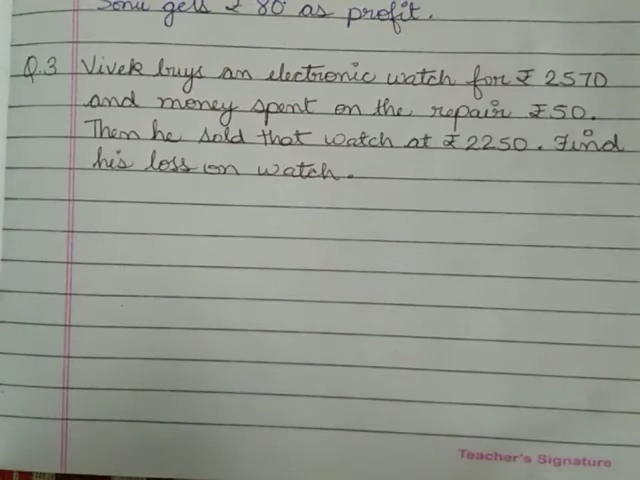 Sonu gets ₹ 80 as profit.
Q.3 Vivek buys an electronic watch for ₹ 2570
and money spent on the repair ₹50.
Then he sold that watch at ₹2250. Find
his loss on watch.
Teacher's Signature